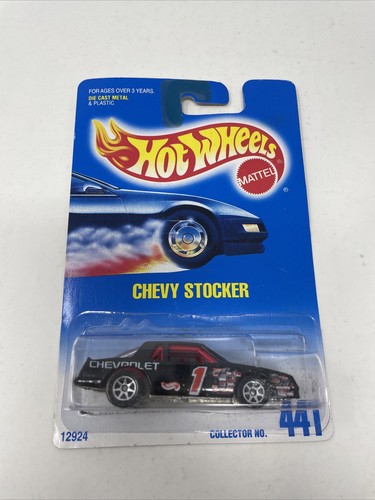 FOR AGES OVER 3 YEARS.
DIE CAST METAL
& PLASTIC.
HOT WHEELS
MATTEL
®
CHEVY STOCKER
CHEVROLET
1
12924
COLLECTOR NO.
441